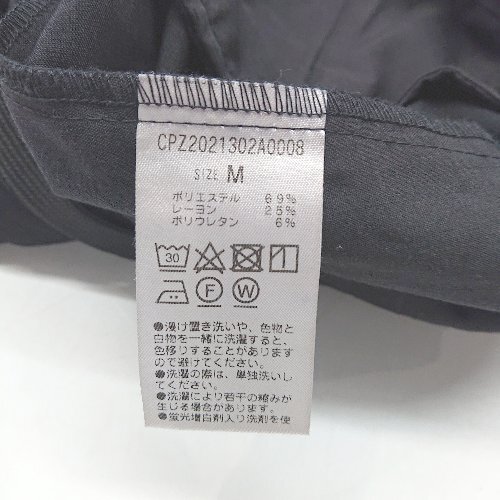 CPZ2021302A0008
SIZE M
ポリエステル 69%
レーヨン 25%
ポリウレタン 6%
30
F W
●浸け置き洗いや、色物と
白物を一緒に洗濯すると、
色移りすることがあります
ので避けてください。
●洗濯の際は、単独洗いし
てください。
●洗濯により若干の縮みが
生じる場合があります。
●蛍光増白剤入り洗剤を使